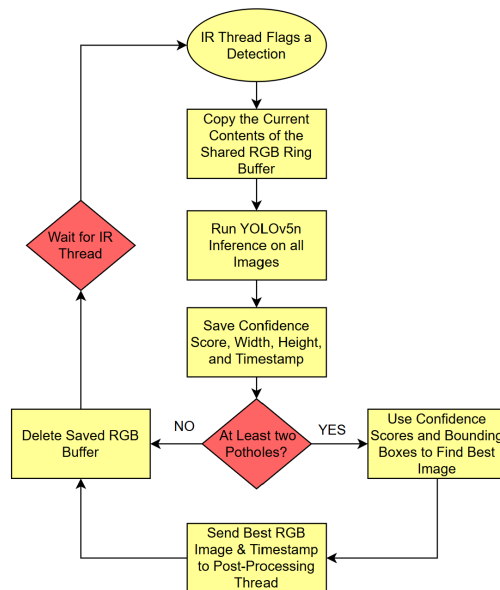 IR Thread Flags a
Detection
Copy the Current
Contents of the
Shared RGB Ring
Buffer
Wait for IR
Thread
Run YOLOv5n
Inference on all
Images
Save Confidence
Score, Width, Height,
and Timestamp
NO
At Least two
Potholes?
YES
Delete Saved RGB
Buffer
Use Confidence
Scores and Bounding
Boxes to Find Best
Image
Send Best RGB
Image & Timestamp
to Post-Processing
Thread